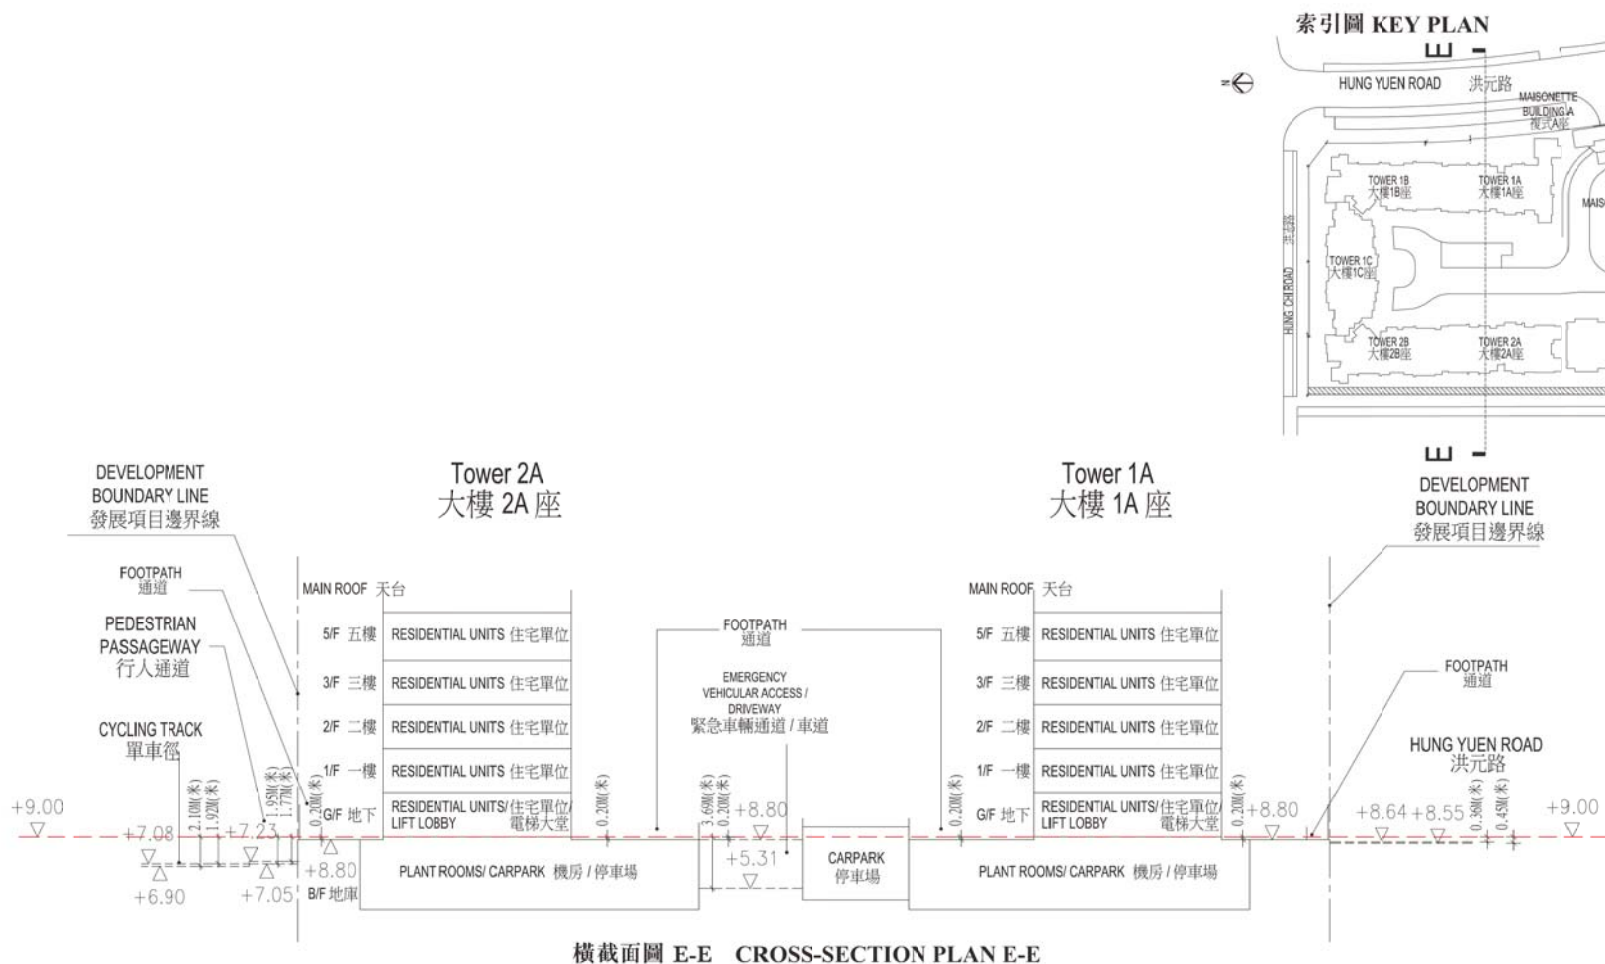 索引圖 KEY PLAN
E
N
HUNG YUEN ROAD 洪元路
MAISONETTE
BUILDING A
複式A座
TOWER 1B
大樓1B座
TOWER 1A
大樓1A座
HUNG CHI ROAD 洪志路
TOWER 1C
大樓1C座
TOWER 2B
大樓2B座
TOWER 2A
大樓2A座
E
DEVELOPMENT
BOUNDARY LINE
發展項目邊界線
Tower 2A
大樓 2A 座
Tower 1A
大樓 1A 座
DEVELOPMENT
BOUNDARY LINE
發展項目邊界線
FOOTPATH
通道
PEDESTRIAN
PASSAGEWAY
行人通道
CYCLING TRACK
單車徑
MAIN ROOF 天台
5/F 五樓 RESIDENTIAL UNITS 住宅單位
3/F 三樓 RESIDENTIAL UNITS 住宅單位
2/F 二樓 RESIDENTIAL UNITS 住宅單位
1/F 一樓 RESIDENTIAL UNITS 住宅單位
G/F 地下 RESIDENTIAL UNITS/ 住宅單位/
LIFT LOBBY 電梯大堂
B/F 地庫 PLANT ROOMS/ CARPARK 機房 / 停車場
FOOTPATH
通道
EMERGENCY
VEHICULAR ACCESS /
DRIVEWAY
緊急車輛通道 / 車道
MAIN ROOF 天台
5/F 五樓 RESIDENTIAL UNITS 住宅單位
3/F 三樓 RESIDENTIAL UNITS 住宅單位
2/F 二樓 RESIDENTIAL UNITS 住宅單位
1/F 一樓 RESIDENTIAL UNITS 住宅單位
G/F 地下 RESIDENTIAL UNITS/ 住宅單位/
LIFT LOBBY 電梯大堂
PLANT ROOMS/ CARPARK 機房 / 停車場
CARPARK
停車場
FOOTPATH
通道
HUNG YUEN ROAD
洪元路
+9.00
+7.08
+6.90
2.10M(米)
1.92M(米)
+7.23
+7.05
1.95M(米)
1.77M(米)
0.20M(米)
+8.80
0.20M(米)
3.69M(米)
0.20M(米)
+8.80
+5.31
0.20M(米)
0.20M(米)
+8.80
+8.64
+8.55
0.36M(米)
0.45M(米)
+9.00
橫截面圖 E-E CROSS-SECTION PLAN E-E